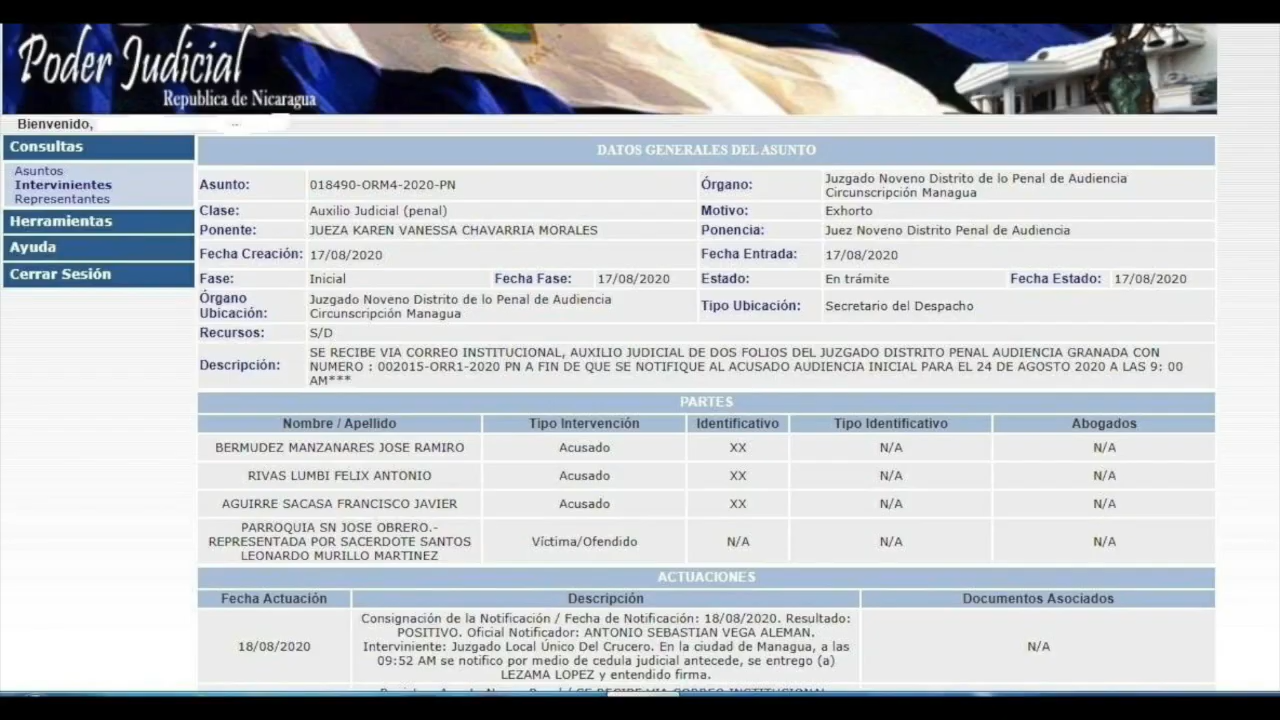 Poder Judicial
Republica de Nicaragua
Bienvenido,
Consultas
Asuntos
Intervinientes
Representantes
Herramientas
Ayuda
Cerrar Sesión
DATOS GENERALES DEL ASUNTO
Asunto: 018490-ORM4-2020-PN Órgano: Juzgado Noveno Distrito de lo Penal de Audiencia
Circunscripción Managua
Clase: Auxilio Judicial (penal) Motivo: Exhorto
Ponente: JUEZA KAREN VANESSA CHAVARRIA MORALES Ponencia: Juez Noveno Distrito Penal de Audiencia
Fecha Creación: 17/08/2020 Fecha Entrada: 17/08/2020
Fase: Inicial Fecha Fase: 17/08/2020 Estado: En trámite Fecha Estado: 17/08/2020
Órgano Ubicación: Juzgado Noveno Distrito de lo Penal de Audiencia
Circunscripción Managua Tipo Ubicación: Secretario del Despacho
Recursos: S/D
Descripción: SE RECIBE VIA CORREO INSTITUCIONAL, AUXILIO JUDICIAL DE DOS FOLIOS DEL JUZGADO DISTRITO PENAL AUDIENCIA GRANADA CON
NUMERO : 002015-ORR1-2020 PN A FIN DE QUE SE NOTIFIQUE AL ACUSADO AUDIENCIA INICIAL PARA EL 24 DE AGOSTO 2020 A LAS 9: 00
AM***
PARTES
Nombre / Apellido Tipo Intervención Identificativo Tipo Identificativo Abogados
BERMUDEZ MANZANARES JOSE RAMIRO Acusado XX N/A N/A
RIVAS LUMBI FELIX ANTONIO Acusado XX N/A N/A
AGUIRRE SACASA FRANCISCO JAVIER Acusado XX N/A N/A
PARROQUIA SN JOSE OBRERO.-
REPRESENTADA POR SACERDOTE SANTOS
LEONARDO MURILLO MARTINEZ Víctima/Ofendido N/A N/A N/A
ACTUACIONES
Fecha Actuación Descripción Documentos Asociados
18/08/2020 Consignación de la Notificación / Fecha de Notificación: 18/08/2020. Resultado:
POSITIVO. Oficial Notificador: ANTONIO SEBASTIAN VEGA ALEMAN.
Interviniente: Juzgado Local Único Del Crucero. En la ciudad de Managua, a las
09:52 AM se notifico por medio de cedula judicial antecede, se entrego (a)
LEZAMA LOPEZ y entendido firma. N/A